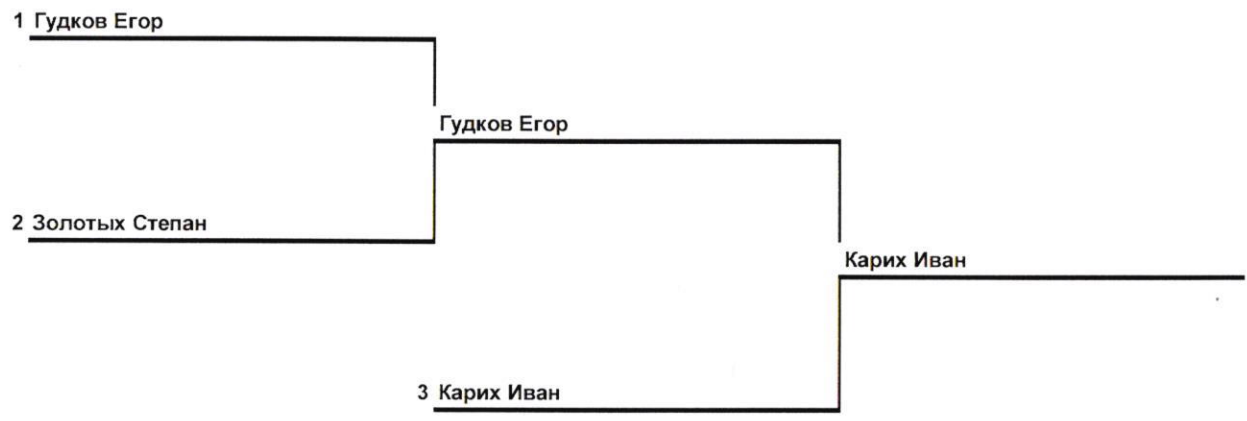 1 Гудков Егор
Гудков Егор
2 Золотых Степан
Карих Иван
3 Карих Иван